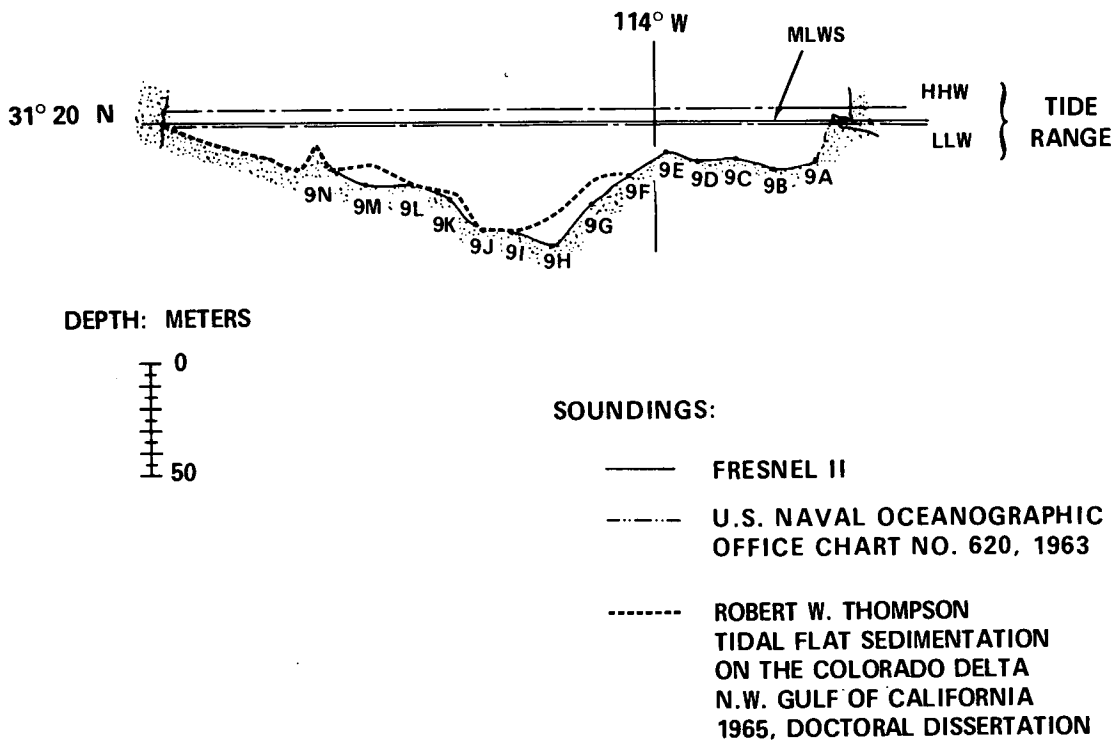 114° W
MLWS
31° 20 N
HHW
LLW
TIDE
RANGE
9N
9M
9L
9K
9J
9I
9H
9G
9F
9E
9D
9C
9B
9A
DEPTH: METERS
0
50
SOUNDINGS:
FRESNEL II
U.S. NAVAL OCEANOGRAPHIC
OFFICE CHART NO. 620, 1963
ROBERT W. THOMPSON
TIDAL FLAT SEDIMENTATION
ON THE COLORADO DELTA
N.W. GULF OF CALIFORNIA
1965, DOCTORAL DISSERTATION